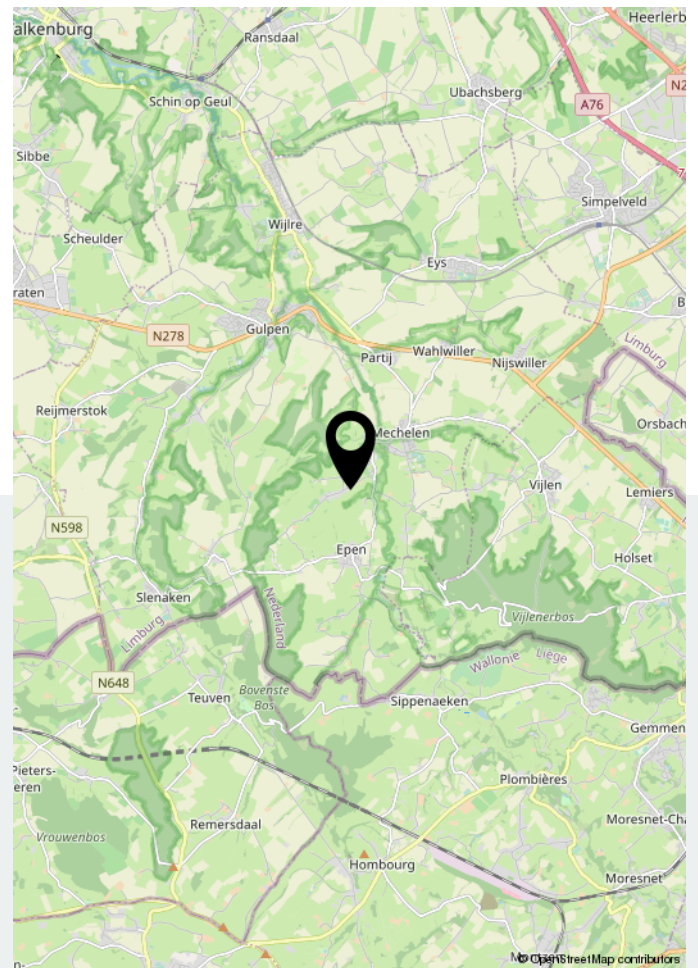 alkenburg
Heerlerb
Ransdaal
Ubachsberg
N2
A76
Schin op Geul
Sibbe
7
Simpelveld
Wijlre
Scheulder
Eys
raten
B
N278
Gulpen
Limburg
Partij
Wahlwiller
Nijswiller
Reijmerstok
Orsbach
Mechelen
Vijlen
Lemiers
N598
Epen
Holset
Slenaken
Nederland
Vijlenerbos
Limburg
Wallonie
Liège
N648
Teuven
Bovenste
Bos
Sippenaeken
Gemmen
Pieters-
eren
Plombières
Vrouwenbos
Remersdaal
Moresnet-Cha
Hombourg
Moresnet
n-
© OpenStreetMap contributors